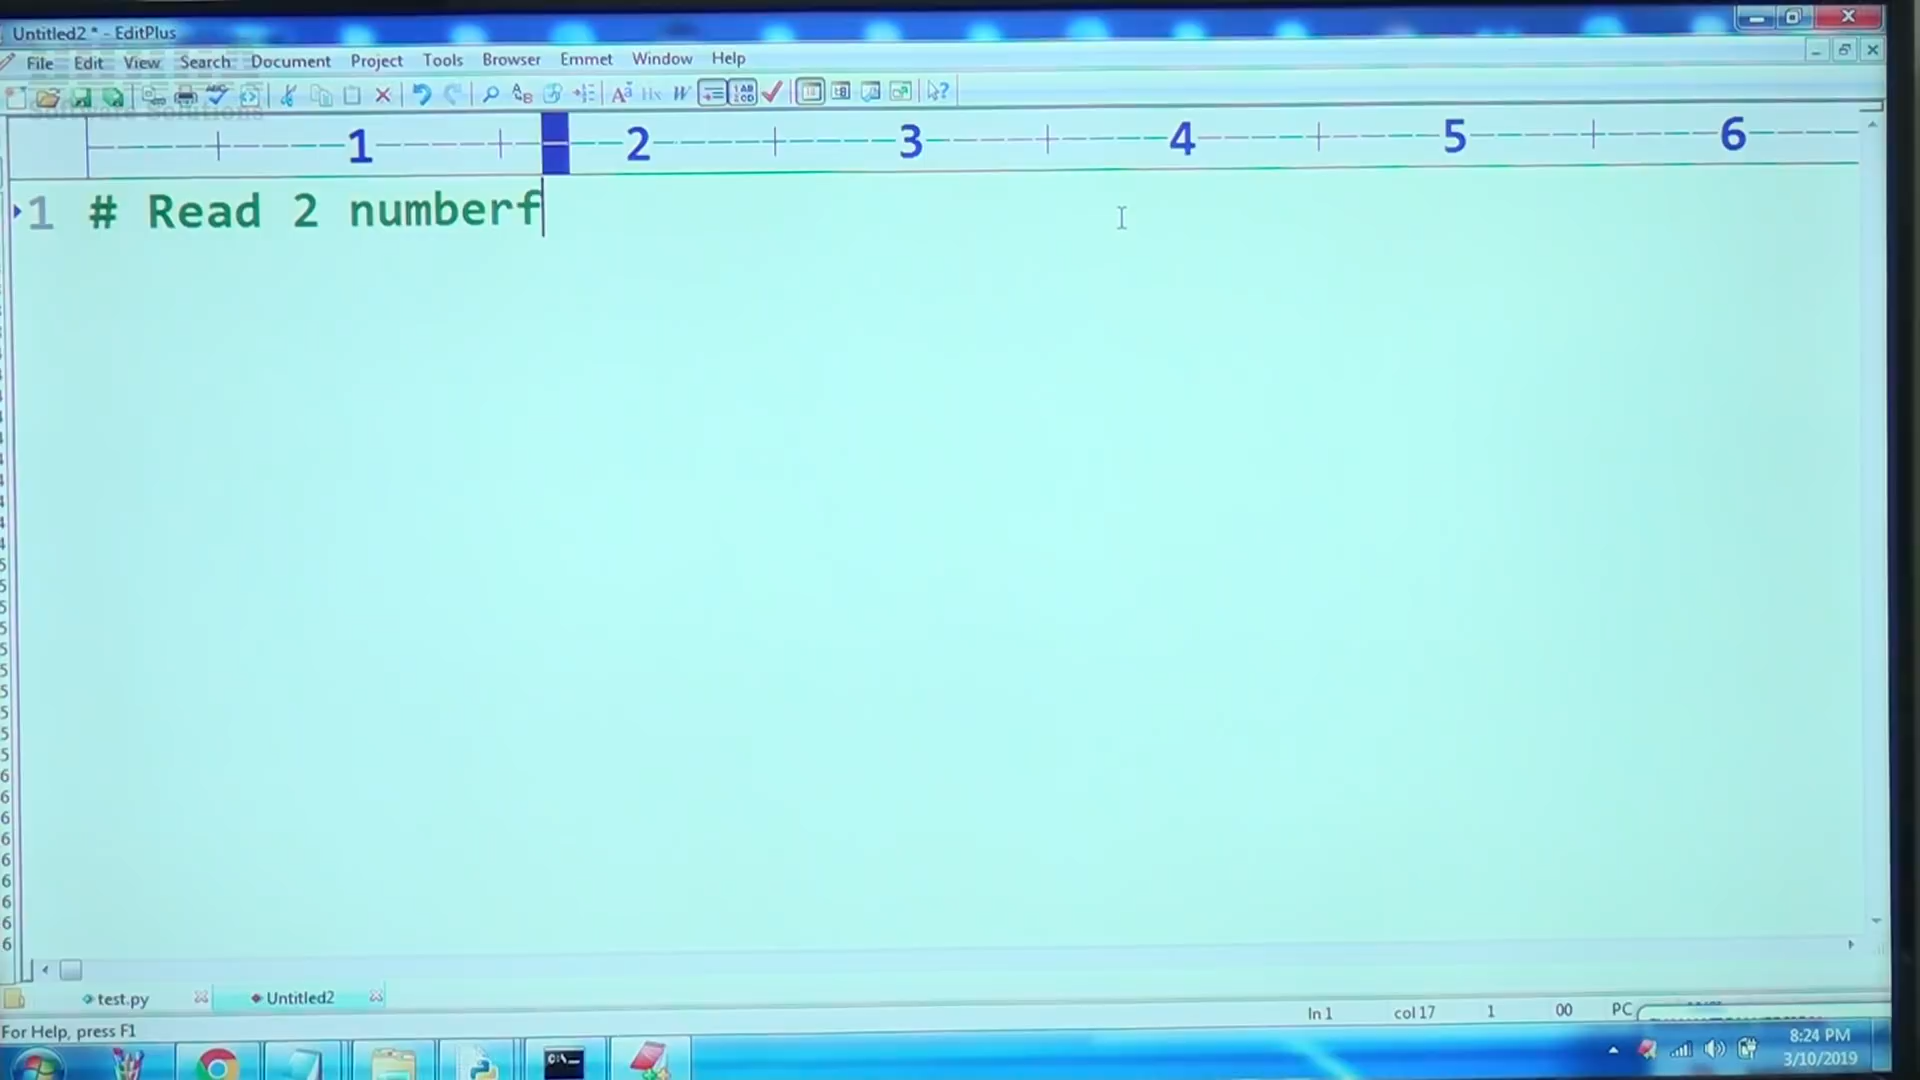 Untitled2 * - EditPlus
File Edit View Search Document Project Tools Browser Emmet Window Help
Software Solutions
1 2 3 4 5 6
1 # Read 2 numberf
test.py Untitled2
For Help, press F1 ln 1 col 17 1 00 PC
8:24 PM
3/10/2019